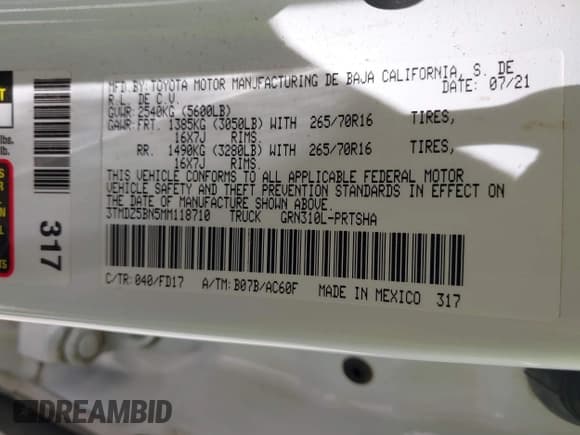 MFD.BY:TOYOTA MOTOR MANUFACTURING DE BAJA CALIFORNIA, S. DE
R.L. DE C.V. DATE: 07/21
GVWR: 2540KG (5600LB)
GAWR:FRT. 1385KG (3050LB) WITH 265/70R16 TIRES,
16X7J RIMS
RR. 1490KG (3280LB) WITH 265/70R16 TIRES,
16X7J RIMS
THIS VEHICLE CONFORMS TO ALL APPLICABLE FEDERAL MOTOR
VEHICLE SAFETY AND THEFT PREVENTION STANDARDS IN EFFECT ON
THE DATE OF MANUFACTURE SHOWN ABOVE.
3TMDZ5BN5MM118710 TRUCK GRN310L-PRTSHA
C/TR:040/FD17 A/TM:B07B/AC60F MADE IN MEXICO 317
317
lbs.
DREAMBID